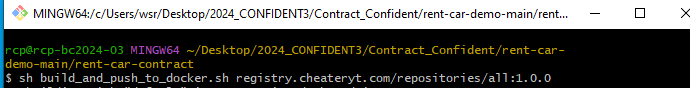 MINGW64:/c/Users/wsr/Desktop/2024_CONFIDENT3/Contract_Confident/rent-car-demo-main/rent...
rcp@rcp-bc2024-03 MINGW64 ~/Desktop/2024_CONFIDENT3/Contract_Confident/rent-car-
demo-main/rent-car-contract
$ sh build_and_push_to_docker.sh registry.cheateryt.com/repositories/all:1.0.0